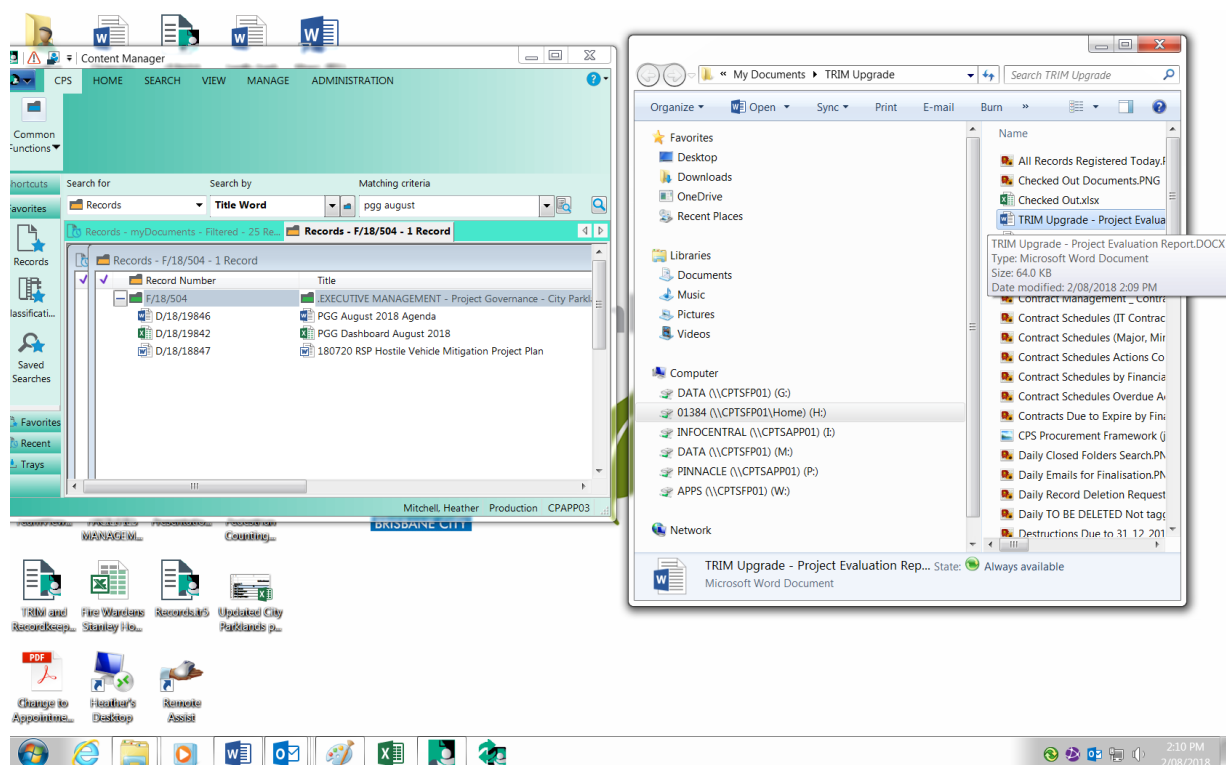 Content Manager
CPS HOME SEARCH VIEW MANAGE ADMINISTRATION
Common
Functions
Shortcuts
Search for Search by Matching criteria
Favorites
Records Title Word pgg august
Records - myDocuments - Filtered - 25 Re... Records - F/18/504 - 1 Record
Records
Records - F/18/504 - 1 Record
Record Number Title
F/18/504 .EXECUTIVE MANAGEMENT - Project Governance - City Parkl
D/18/19846 PGG August 2018 Agenda
D/18/19842 PGG Dashboard August 2018
D/18/18847 180720 RSP Hostile Vehicle Mitigation Project Plan
lassificati...
Saved
Searches
Favorites
Recent
Trays
Mitchell, Heather Production CPAPP03
« My Documents TRIM Upgrade Search TRIM Upgrade
Organize Open Sync Print E-mail Burn »
Favorites
Desktop
Downloads
OneDrive
Recent Places
Libraries
Documents
Music
Pictures
Videos
Computer
DATA (\\CPTSFP01) (G:)
01384 (\\CPTSFP01\Home) (H:)
INFOCENTRAL (\\CPTSAPP01) (I:)
DATA (\\CPTSFP01) (M:)
PINNACLE (\\CPTSAPP01) (P:)
APPS (\\CPTSFP01) (W:)
Network
Name
All Records Registered Today.P
Checked Out Documents.PNG
Checked Out.xlsx
TRIM Upgrade - Project Evalua
TRIM Upgrade - Project Evaluation Report.DOCX
Type: Microsoft Word Document
Size: 64.0 KB
Date modified: 2/08/2018 2:09 PM
Contract Management _ Contra
Contract Schedules (IT Contrac
Contract Schedules (Major, Mir
Contract Schedules Actions Co
Contract Schedules by Financia
Contract Schedules Overdue A
Contracts Due to Expire by Fina
CPS Procurement Framework (j
Daily Closed Folders Search.PN
Daily Emails for Finalisation.PN
Daily Record Deletion Request
Daily TO BE DELETED Not tagg
Destructions Due to 31_12_201
TRIM Upgrade - Project Evaluation Rep... State: Always available
Microsoft Word Document
MANAGEM...
Counting...
BRISBANE CITY
TRIM and
Recordkeep...
Fire Wardens
Stanley Ho...
Records.tr5
Updated City
Parklands p...
PDF
Change to
Appointme...
Heather's
Desktop
Remote
Assist
2:10 PM
2/08/2018